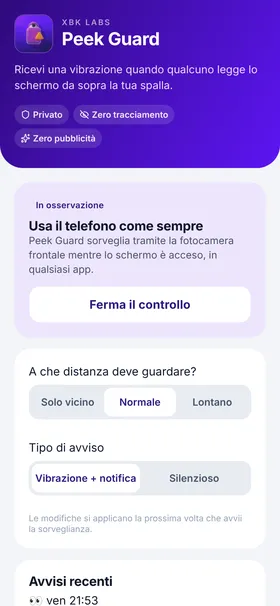 XBK LABS
Peek Guard
Ricevi una vibrazione quando qualcuno legge lo
schermo da sopra la tua spalla.
Privato
Zero tracciamento
Zero pubblicità
In osservazione
Usa il telefono come sempre
Peek Guard sorveglia tramite la fotocamera
frontale mentre lo schermo è acceso, in
qualsiasi app.
Ferma il controllo
A che distanza deve guardare?
Solo vicino
Normale
Lontano
Tipo di avviso
Vibrazione + notifica
Silenzioso
Le modifiche si applicano la prossima volta che avvii
la sorveglianza.
Avvisi recenti
👀 ven 21:53